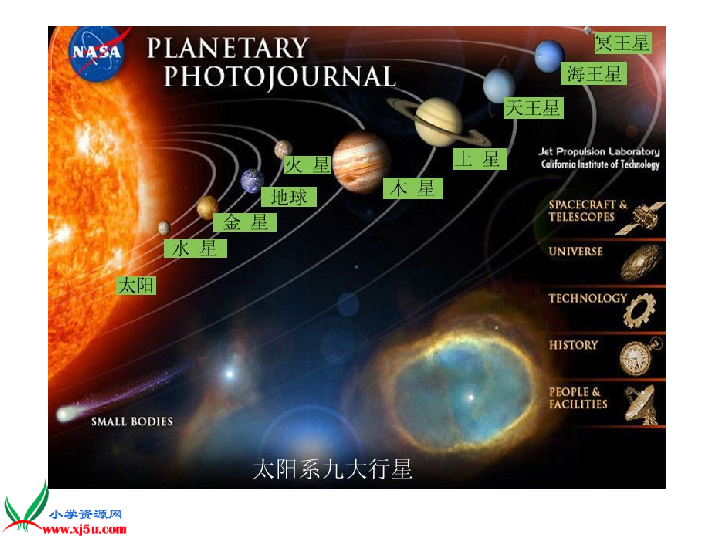 NASA
PLANETARY
PHOTOJOURNAL
冥王星
海王星
天王星
上 星
木 星
火 星
地球
金 星
水 星
太阳
Jet Propulsion Laboratory
California Institute of Technology
SPACECRAFT &
TELESCOPES
UNIVERSE
TECHNOLOGY
HISTORY
PEOPLE &
FACILITIES
SMALL BODIES
太阳系九大行星
小学资源网
www.xj5u.com